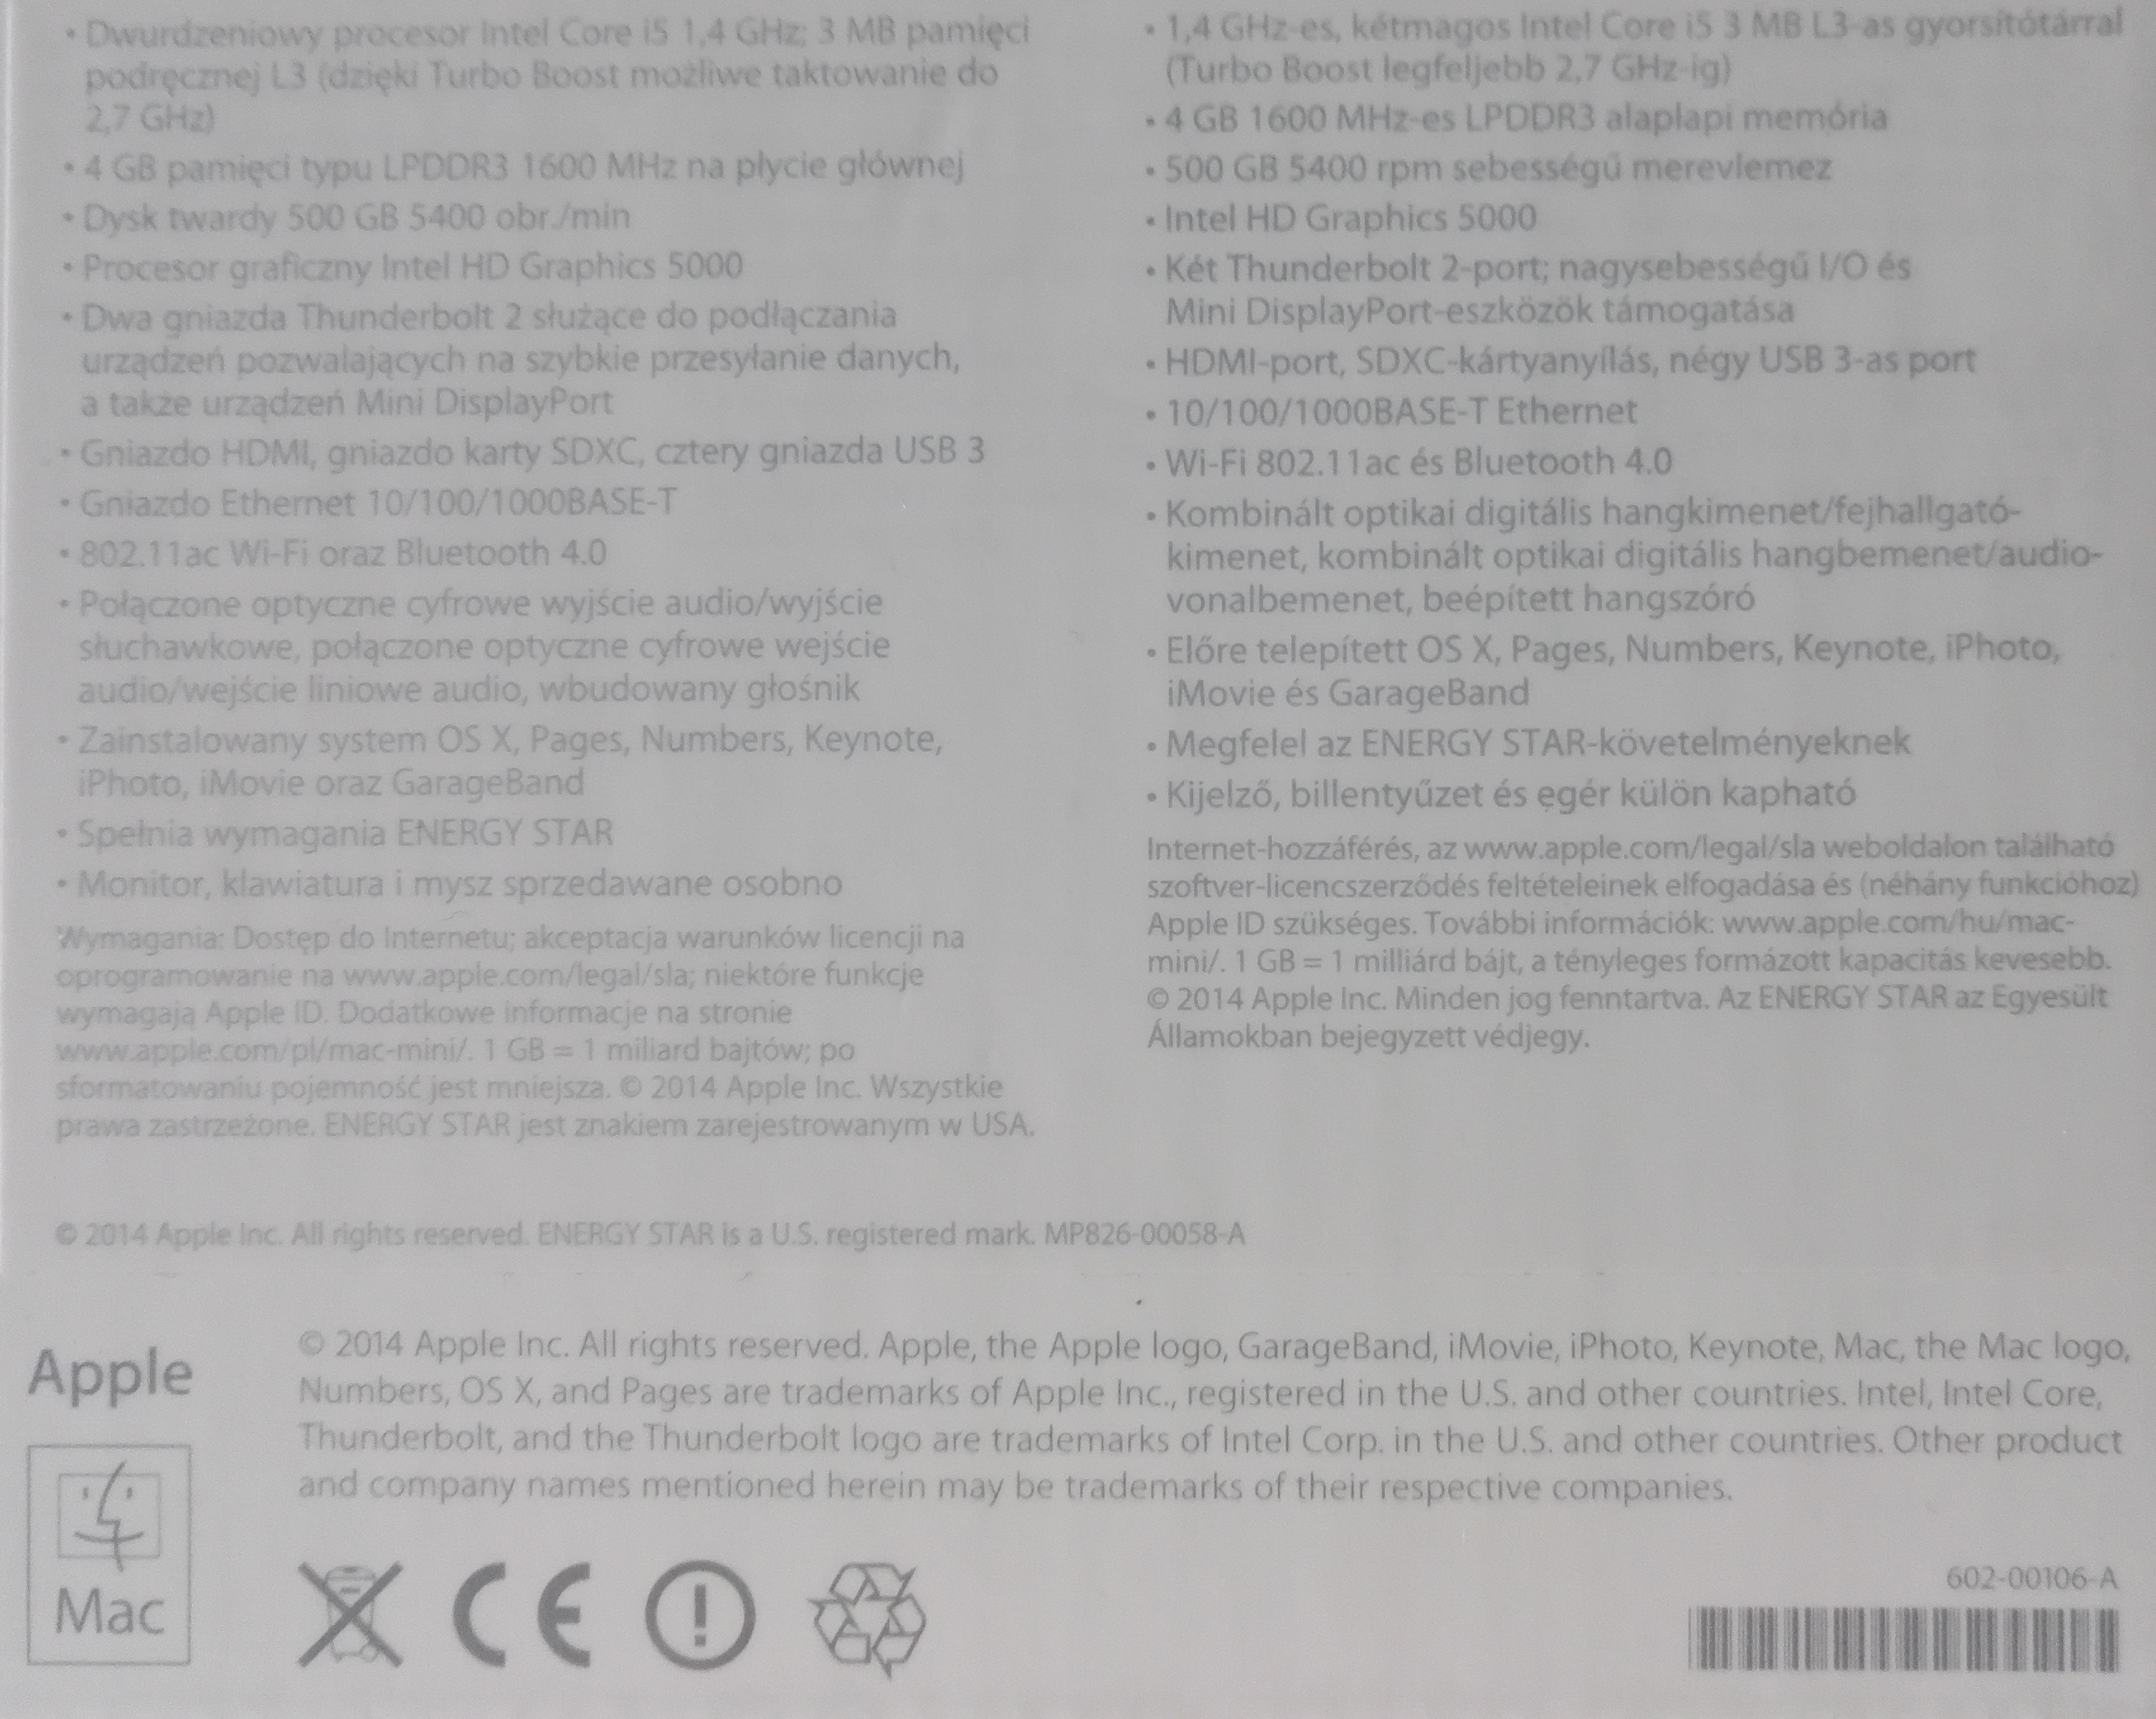 • Dwurdzeniowy procesor Intel Core i5 1,4 GHz; 3 MB pamięci
podręcznej L3 (dzięki Turbo Boost możliwe taktowanie do
2,7 GHz)
• 4 GB pamięci typu LPDDR3 1600 MHz na płycie głównej
• Dysk twardy 500 GB 5400 obr./min
• Procesor graficzny Intel HD Graphics 5000
• Dwa gniazda Thunderbolt 2 służące do podłączania
urządzeń pozwalających na szybkie przesyłanie danych,
a także urządzeń Mini DisplayPort
• Gniazdo HDMI, gniazdo karty SDXC, cztery gniazda USB 3
• Gniazdo Ethernet 10/100/1000BASE-T
• 802.11ac Wi-Fi oraz Bluetooth 4.0
• Połączone optyczne cyfrowe wyjście audio/wyjście
słuchawkowe, połączone optyczne cyfrowe wejście
audio/wejście liniowe audio, wbudowany głośnik
• Zainstalowany system OS X, Pages, Numbers, Keynote,
iPhoto, iMovie oraz GarageBand
• Spełnia wymagania ENERGY STAR
• Monitor, klawiatura i mysz sprzedawane osobno
Wymagania: Dostęp do Internetu; akceptacja warunków licencji na
oprogramowanie na www.apple.com/legal/sla; niektóre funkcje
wymagają Apple ID. Dodatkowe informacje na stronie
www.apple.com/pl/mac-mini/. 1 GB = 1 miliard bajtów; po
sformatowaniu pojemność jest mniejsza. © 2014 Apple Inc. Wszystkie
prawa zastrzeżone. ENERGY STAR jest znakiem zarejestrowanym w USA.
• 1,4 GHz-es, kétmagos Intel Core i5 3 MB L3-as gyorsítótárral
(Turbo Boost legfeljebb 2,7 GHz-ig)
• 4 GB 1600 MHz-es LPDDR3 alaplapi memória
• 500 GB 5400 rpm sebességű merevlemez
• Intel HD Graphics 5000
• Két Thunderbolt 2-port; nagysebességű I/O és
Mini DisplayPort-eszközök támogatása
• HDMI-port, SDXC-kártyanyílás, négy USB 3-as port
• 10/100/1000BASE-T Ethernet
• Wi-Fi 802.11ac és Bluetooth 4.0
• Kombinált optikai digitális hangkimenet/fejhallgató-
kimenet, kombinált optikai digitális hangbemenet/audio-
vonalbemenet, beépített hangszóró
• Előre telepített OS X, Pages, Numbers, Keynote, iPhoto,
iMovie és GarageBand
• Megfelel az ENERGY STAR-követelményeknek
• Kijelző, billentyűzet és egér külön kapható
Internet-hozzáférés, az www.apple.com/legal/sla weboldalon található
szoftver-licencszerződés feltételeinek elfogadása és (néhány funkcióhoz)
Apple ID szükséges. További információk: www.apple.com/hu/mac-
mini/. 1 GB = 1 milliárd bájt, a tényleges formázott kapacitás kevesebb.
© 2014 Apple Inc. Minden jog fenntartva. Az ENERGY STAR az Egyesült
Államokban bejegyzett védjegy.
© 2014 Apple Inc. All rights reserved. ENERGY STAR is a U.S. registered mark. MP826-00058-A
Apple
Mac
© 2014 Apple Inc. All rights reserved. Apple, the Apple logo, GarageBand, iMovie, iPhoto, Keynote, Mac, the Mac logo,
Numbers, OS X, and Pages are trademarks of Apple Inc., registered in the U.S. and other countries. Intel, Intel Core,
Thunderbolt, and the Thunderbolt logo are trademarks of Intel Corp. in the U.S. and other countries. Other product
and company names mentioned herein may be trademarks of their respective companies.
CE
602-00106-A